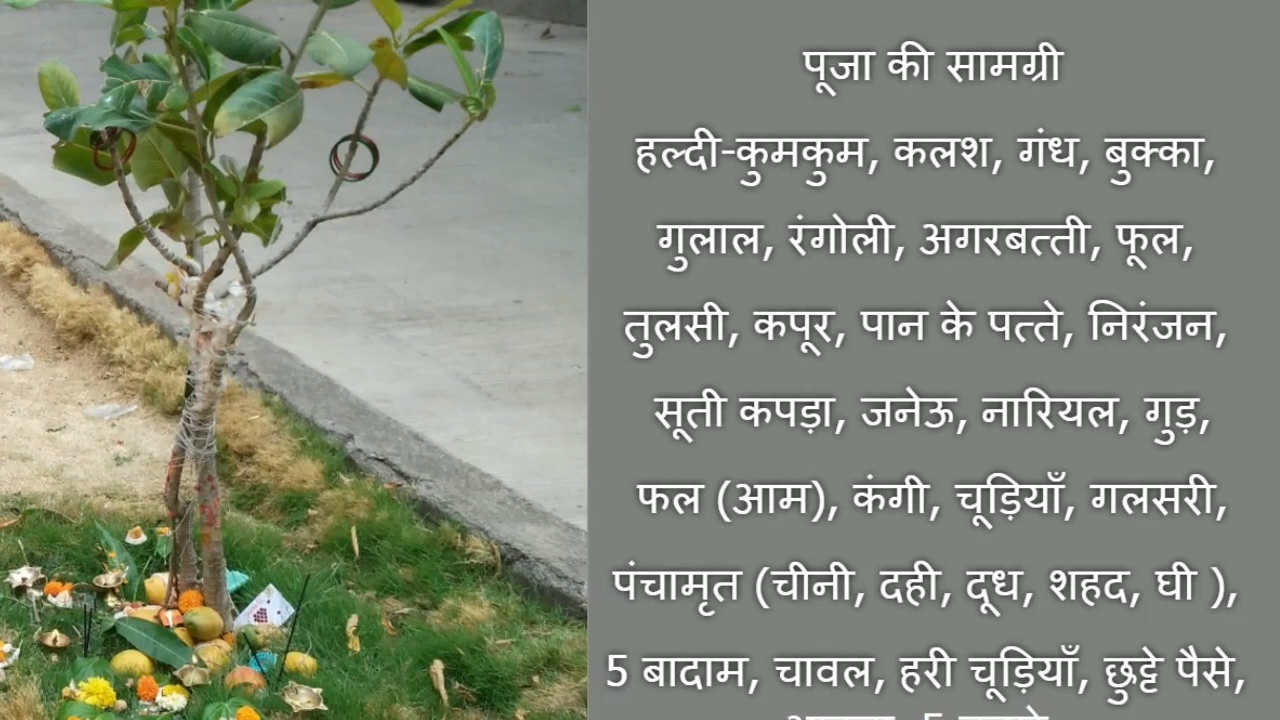 पूजा की सामग्री
हल्दी-कुमकुम, कलश, गंध, बुक्का,
गुलाल, रंगोली, अगरबत्ती, फूल,
तुलसी, कपूर, पान के पत्ते, निरंजन,
सूती कपड़ा, जनेऊ, नारियल, गुड़,
फल (आम), कंगी, चूड़ियाँ, गलसरी,
पंचामृत (चीनी, दही, दूध, शहद, घी ),
5 बादाम, चावल, हरी चूड़ियाँ, छुट्टे पैसे,